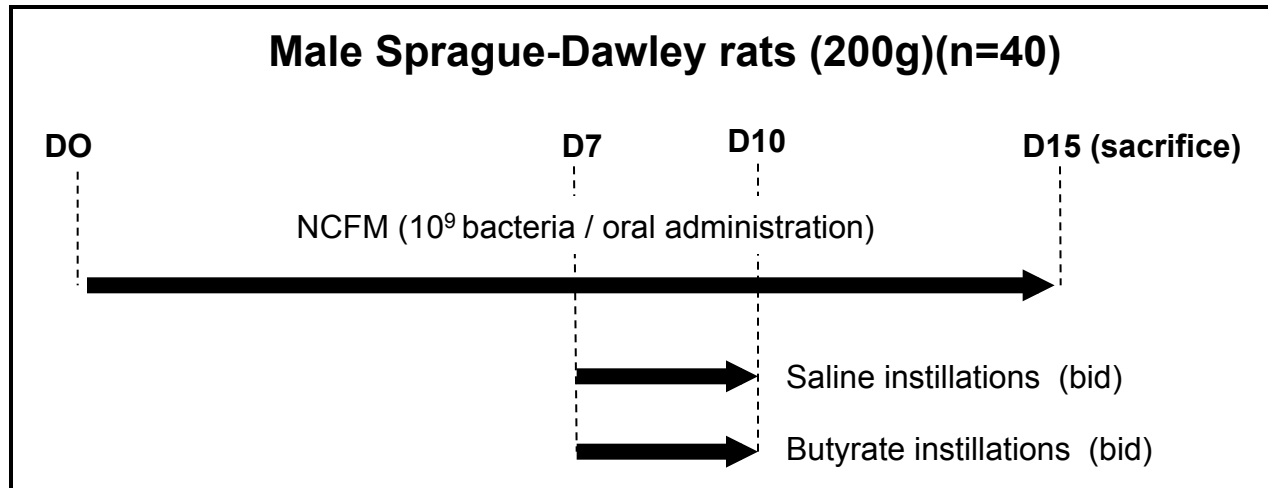 Male Sprague-Dawley rats (200g)(n=40)
DO D7 D10 D15 (sacrifice)
NCFM (10⁹ bacteria / oral administration)
Saline instillations (bid)
Butyrate instillations (bid)